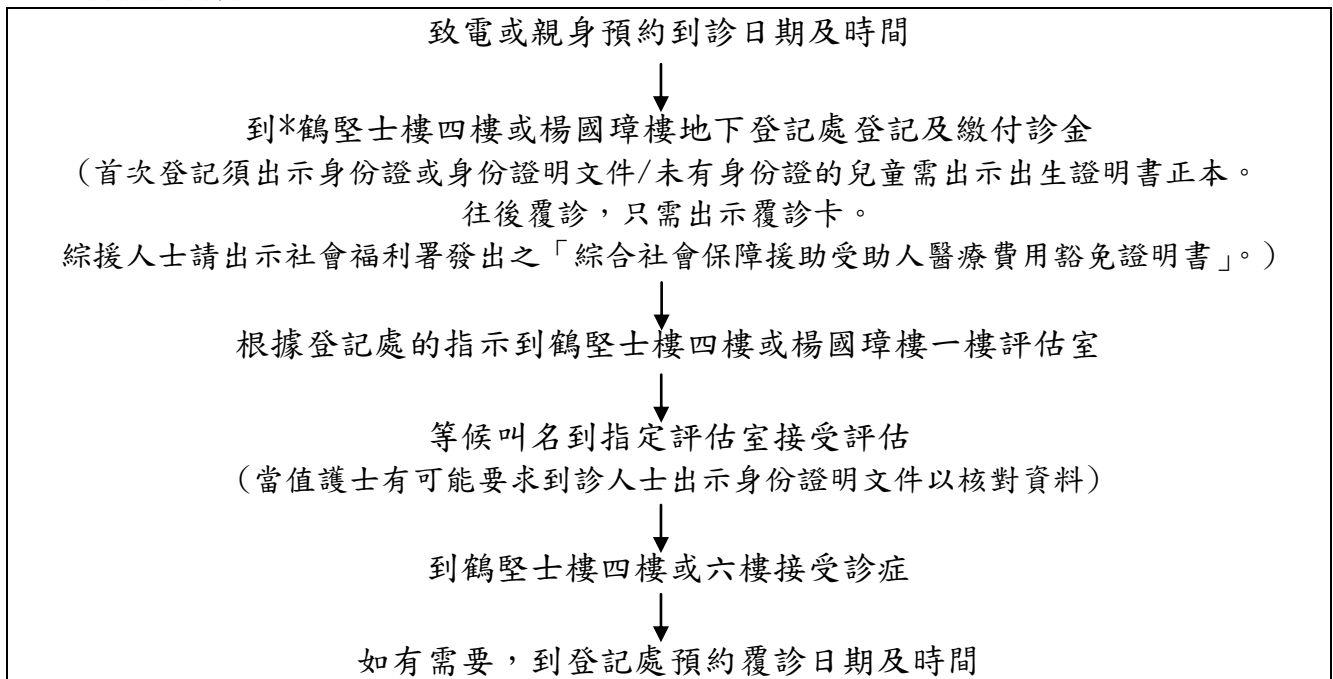 致電或親身預約到診日期及時間
到*鶴堅士樓四樓或楊國璋樓地下登記處登記及繳付診金
（首次登記須出示身份證或身份證明文件/未有身份證的兒童需出示出生證明書正本。
往後覆診，只需出示覆診卡。
綜援人士請出示社會福利署發出之「綜合社會保障援助受助人醫療費用豁免證明書」。）
根據登記處的指示到鶴堅士樓四樓或楊國璋樓一樓評估室
等候叫名到指定評估室接受評估
（當值護士有可能要求到診人士出示身份證明文件以核對資料）
到鶴堅士樓四樓或六樓接受診症
如有需要，到登記處預約覆診日期及時間